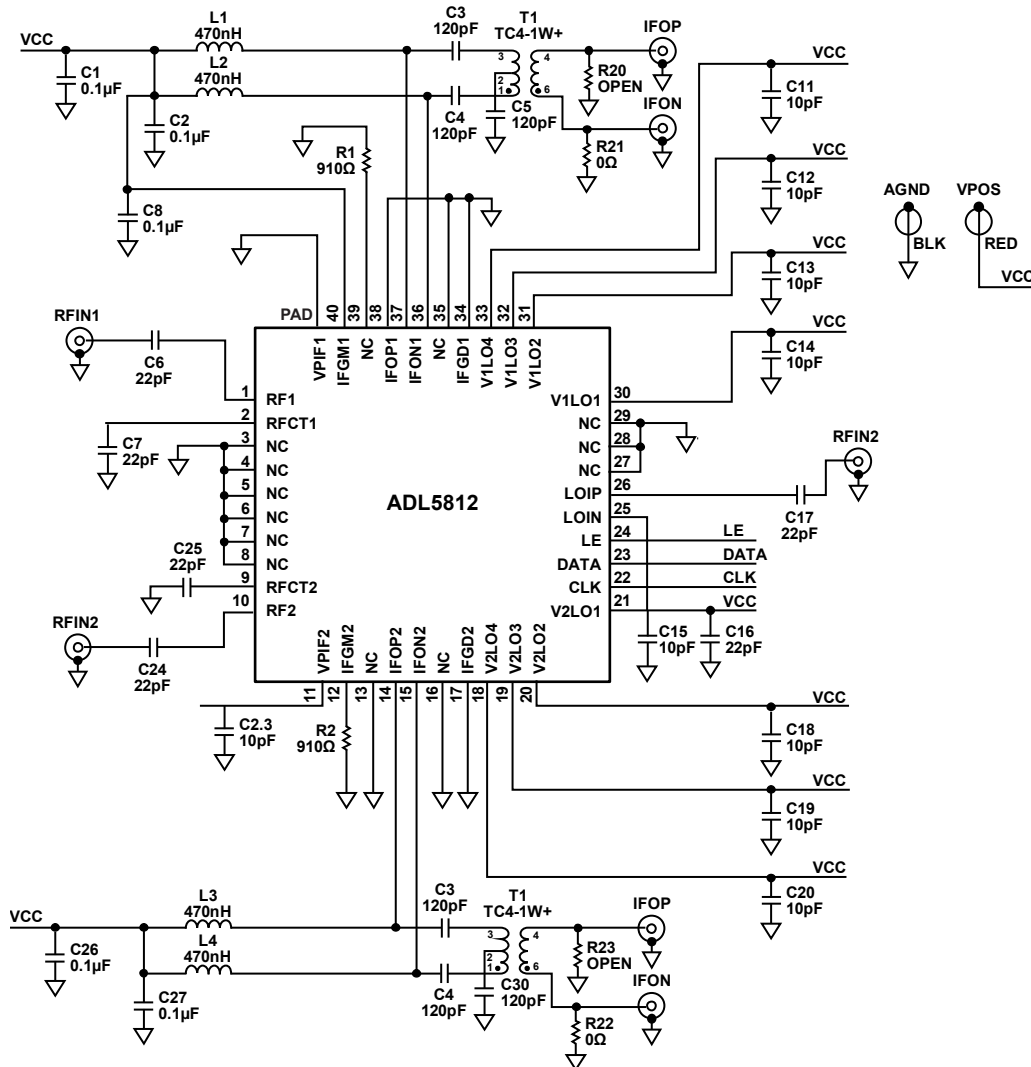 VCC
L1
470nH
L2
470nH
C1
0.1µF
C2
0.1µF
C3
120pF
T1
TC4-1W+
3
2
1
4
6
C4
120pF
C5
120pF
IFOP
R20
OPEN
IFON
R21
0Ω
VCC
C11
10pF
VCC
C12
10pF
VCC
C13
10pF
VCC
C14
10pF
AGND
BLK
VPOS
RED
VCC
R1
910Ω
C8
0.1µF
PAD
40
39
38
37
36
35
34
33
32
31
VPIF1
IFGM1
NC
IFOP1
IFON1
NC
IFGD1
V1LO4
V1LO3
V1LO2
RFIN1
C6
22pF
C7
22pF
C25
22pF
RFIN2
C24
22pF
1
2
3
4
5
6
7
8
9
10
RF1
RFCT1
NC
NC
NC
NC
NC
NC
RFCT2
RF2
ADL5812
V1LO1
NC
NC
NC
LOIP
LOIN
LE
DATA
CLK
V2LO1
30
29
28
27
26
25
24
23
22
21
RFIN2
C17
22pF
LE
DATA
CLK
VCC
C15
10pF
C16
22pF
VPIF2
IFGM2
NC
IFOP2
IFON2
NC
IFGD2
V2LO4
V2LO3
V2LO2
11
12
13
14
15
16
17
18
19
20
C2.3
10pF
R2
910Ω
VCC
C18
10pF
VCC
C19
10pF
VCC
C20
10pF
VCC
L3
470nH
L4
470nH
C26
0.1µF
C27
0.1µF
C3
120pF
T1
TC4-1W+
3
2
1
4
6
C4
120pF
C30
120pF
IFOP
R23
OPEN
IFON
R22
0Ω